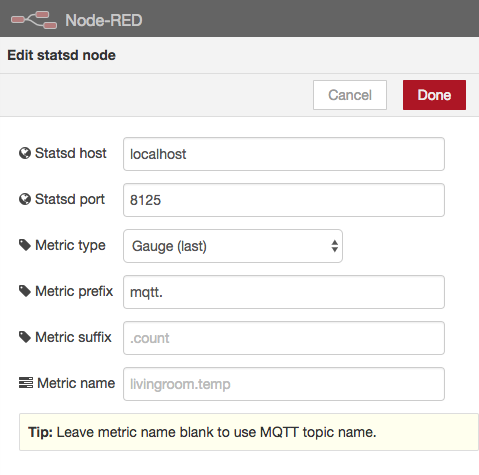 Node-RED
Edit statsd node
Cancel Done
Statsd host localhost
Statsd port 8125
Metric type Gauge (last)
Metric prefix mqtt.
Metric suffix .count
Metric name livingroom.temp
Tip: Leave metric name blank to use MQTT topic name.